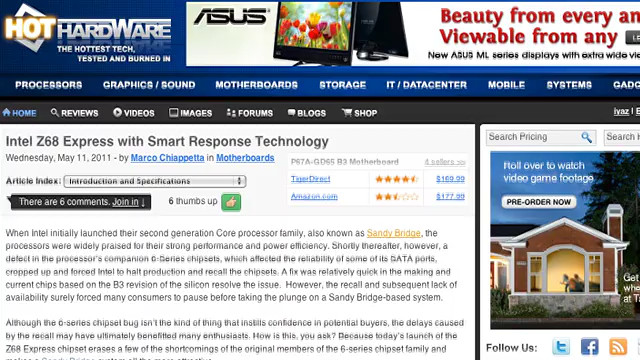 HOT HARDWARE
THE HOTTEST TECH,
TESTED AND BURNED IN
ASUS
Beauty from every an
Viewable from any
LE
New ASUS ML series displays with extra wide vie
PROCESSORS GRAPHICS / SOUND MOTHERBOARDS STORAGE IT / DATACENTER MOBILE SYSTEMS GADG
HOME REVIEWS VIDEOS IMAGES FORUMS BLOGS SHOP
iyaz |
Intel Z68 Express with Smart Response Technology
Wednesday, May 11, 2011 - by Marco Chiappetta in Motherboards
Article Index: Introduction and Specifications
There are 6 comments. Join in ↓
6 thumbs up
P67A-GD65 B3 Motherboard 4 sellers >>
TigerDirect $169.99
Amazon.com $177.99
Search Pricing
Search H
Roll over to watch
video game footage
PRE-ORDER NOW
When Intel initially launched their second generation Core processor family, also known as Sandy Bridge, the
processors were widely praised for their strong performance and power efficiency. Shortly thereafter, however, a
defect in the processor's companion 6-Series chipsets, which affected the reliability of some of its SATA ports,
cropped up and forced Intel to halt production and recall the chipsets. A fix was relatively quick in the making and
current chips based on the B3 revision of the silicon resolve the issue. However, the recall and subsequent lack of
availability surely forced many consumers to pause before taking the plunge on a Sandy Bridge-based system.
Although the 6-series chipset bug isn't the kind of thing that instills confidence in potential buyers, the delays caused
by the recall may have ultimately benefited many enthusiasts. How is this, you ask? Because today's launch of the
Z68 Express chipset erases a few of the shortcomings of the original members of the 6-series chipset family and
Whe
ava
at Ta
Follow Us: